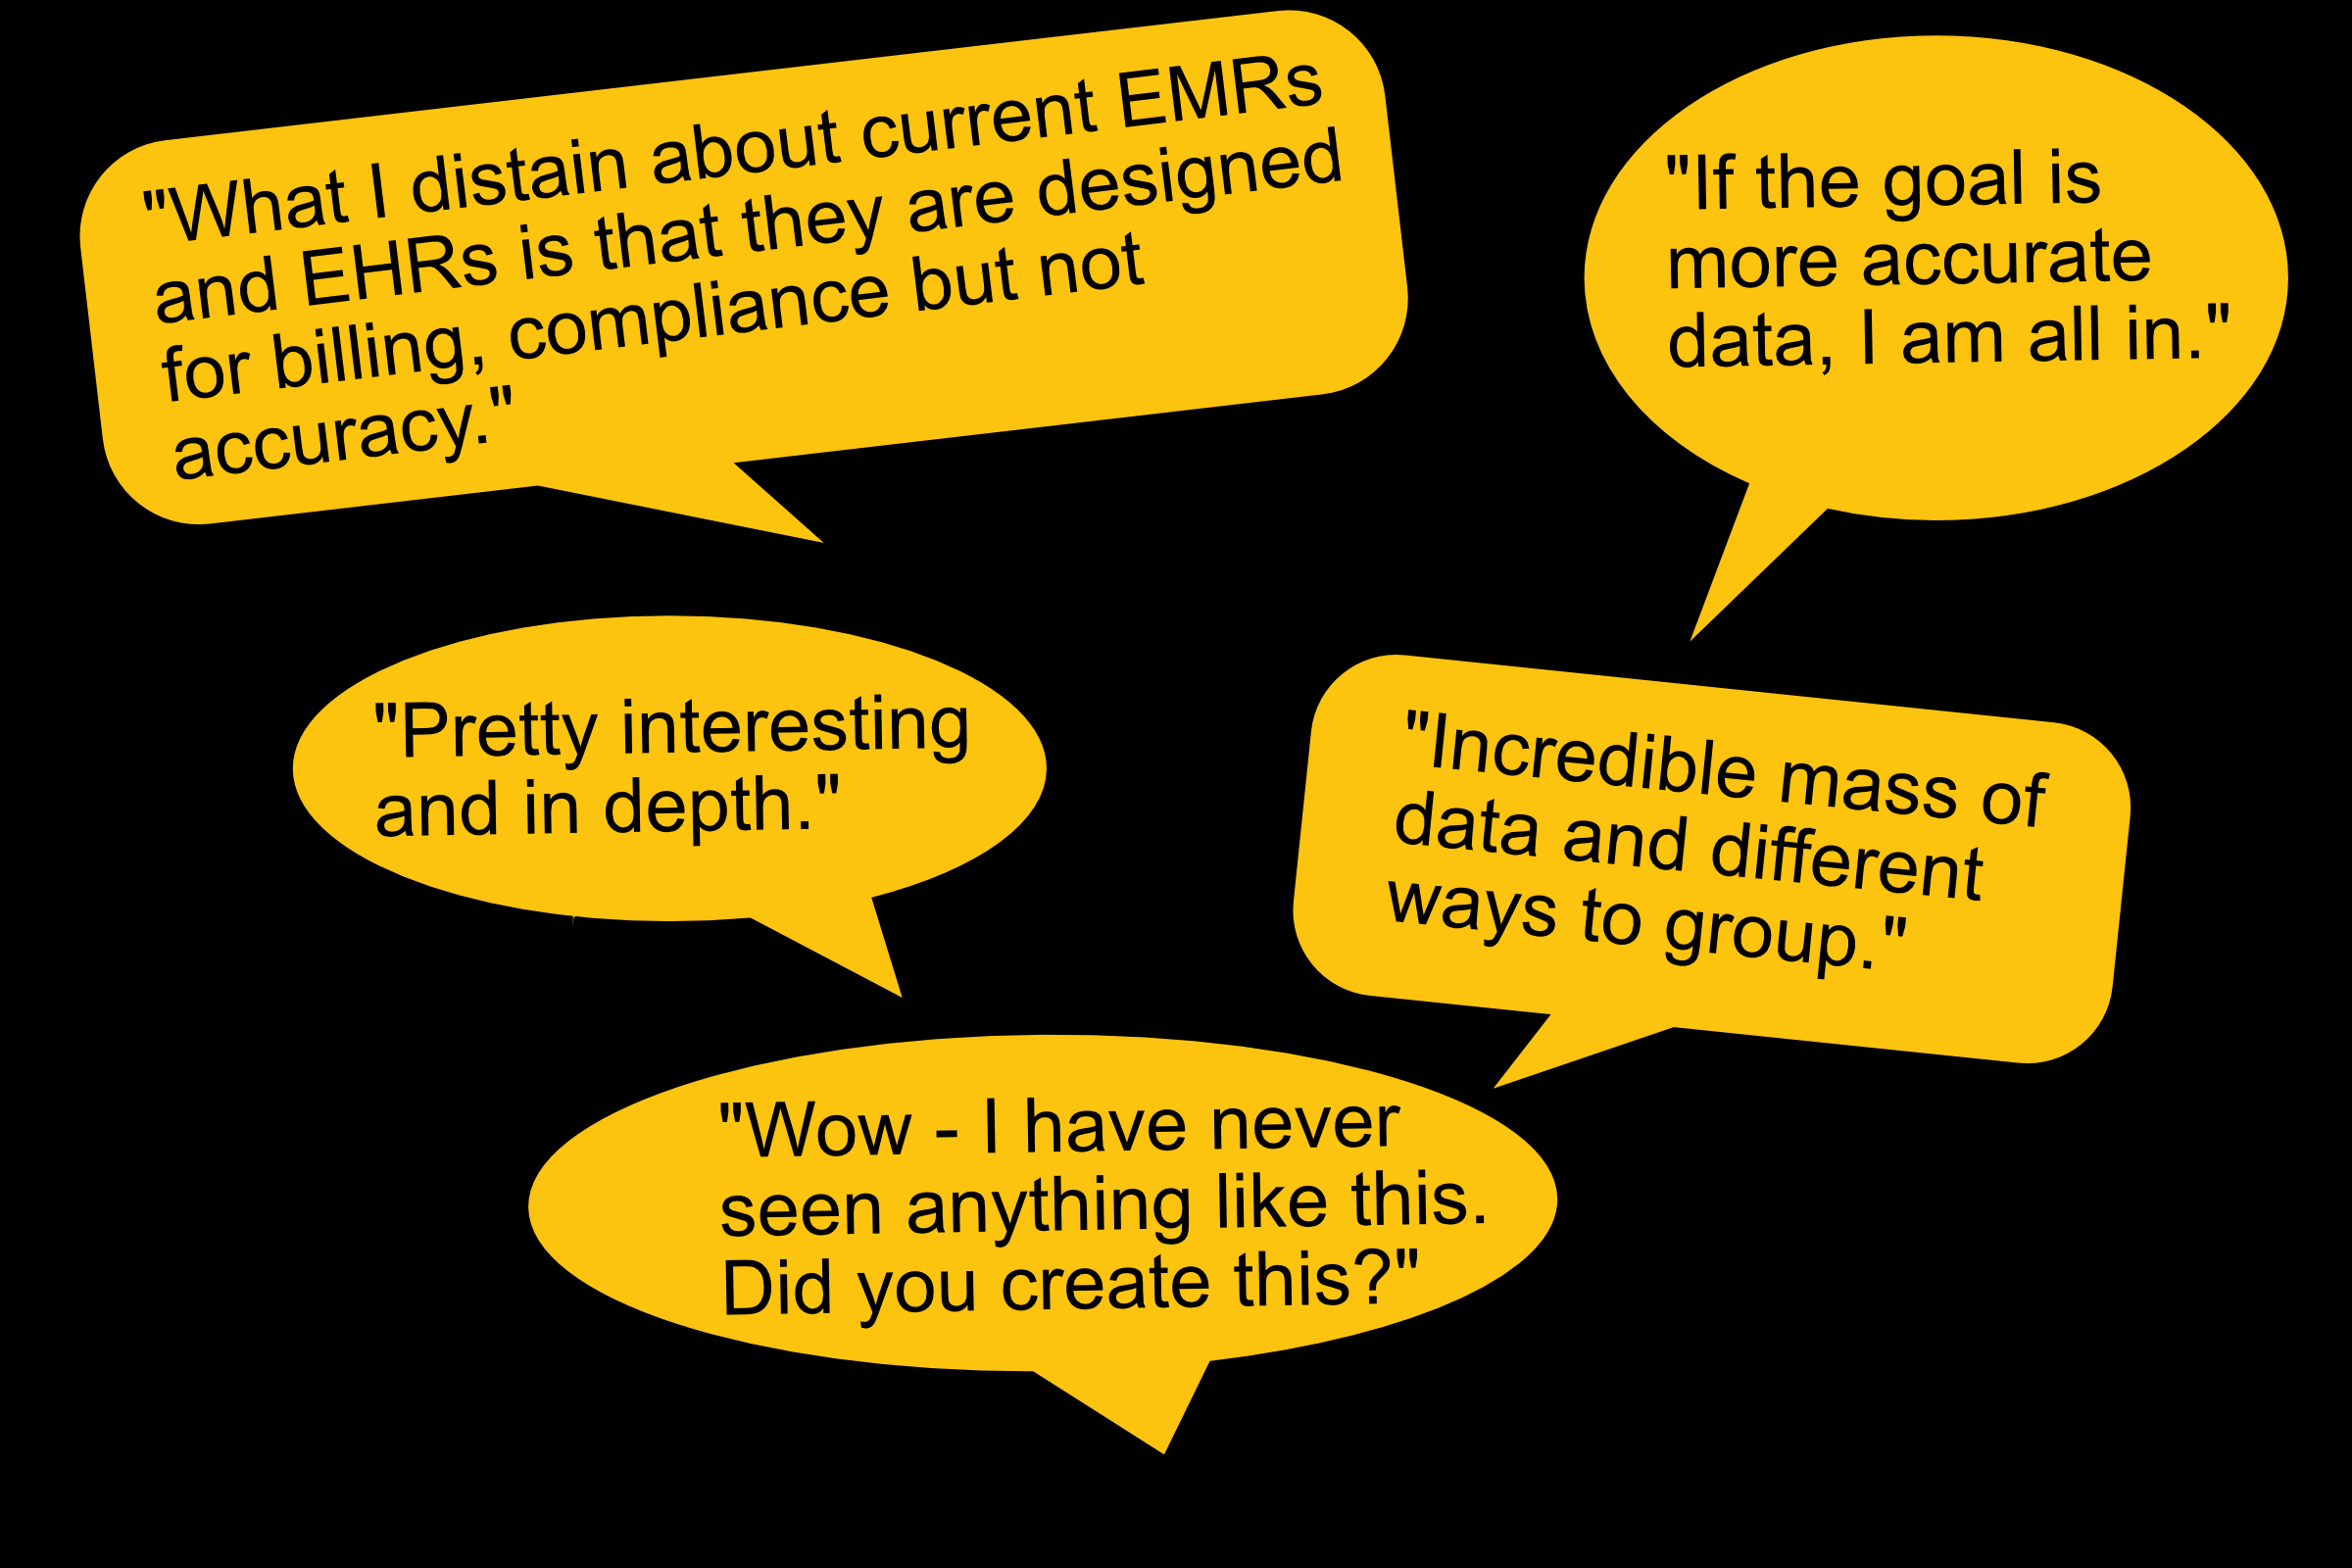 "What I distain about current EMRs
and EHRs is that they are designed
for billing, compliance but not
accuracy."
"If the goal is
more accurate
data, I am all in."
"Pretty interesting
and in depth."
"Incredible mass of
data and different
ways to group."
"Wow - I have never
seen anything like this.
Did you create this?"